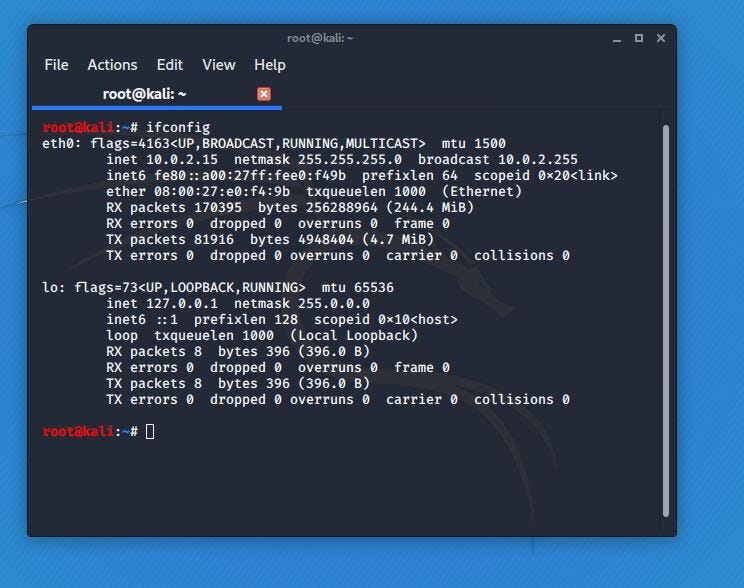 root@kali: ~
File Actions Edit View Help
root@kali: ~
root@kali:~# ifconfig
eth0: flags=4163<UP,BROADCAST,RUNNING,MULTICAST>  mtu 1500
        inet 10.0.2.15  netmask 255.255.255.0  broadcast 10.0.2.255
        inet6 fe80::a00:27ff:fee0:f49b  prefixlen 64  scopeid 0×20<link>
        ether 08:00:27:e0:f4:9b  txqueuelen 1000  (Ethernet)
        RX packets 170395  bytes 256288964 (244.4 MiB)
        RX errors 0  dropped 0  overruns 0  frame 0
        TX packets 81916  bytes 4948404 (4.7 MiB)
        TX errors 0  dropped 0 overruns 0  carrier 0  collisions 0
lo: flags=73<UP,LOOPBACK,RUNNING>  mtu 65536
        inet 127.0.0.1  netmask 255.0.0.0
        inet6 ::1  prefixlen 128  scopeid 0×10<host>
        loop  txqueuelen 1000  (Local Loopback)
        RX packets 8  bytes 396 (396.0 B)
        RX errors 0  dropped 0  overruns 0  frame 0
        TX packets 8  bytes 396 (396.0 B)
        TX errors 0  dropped 0 overruns 0  carrier 0  collisions 0
root@kali:~#